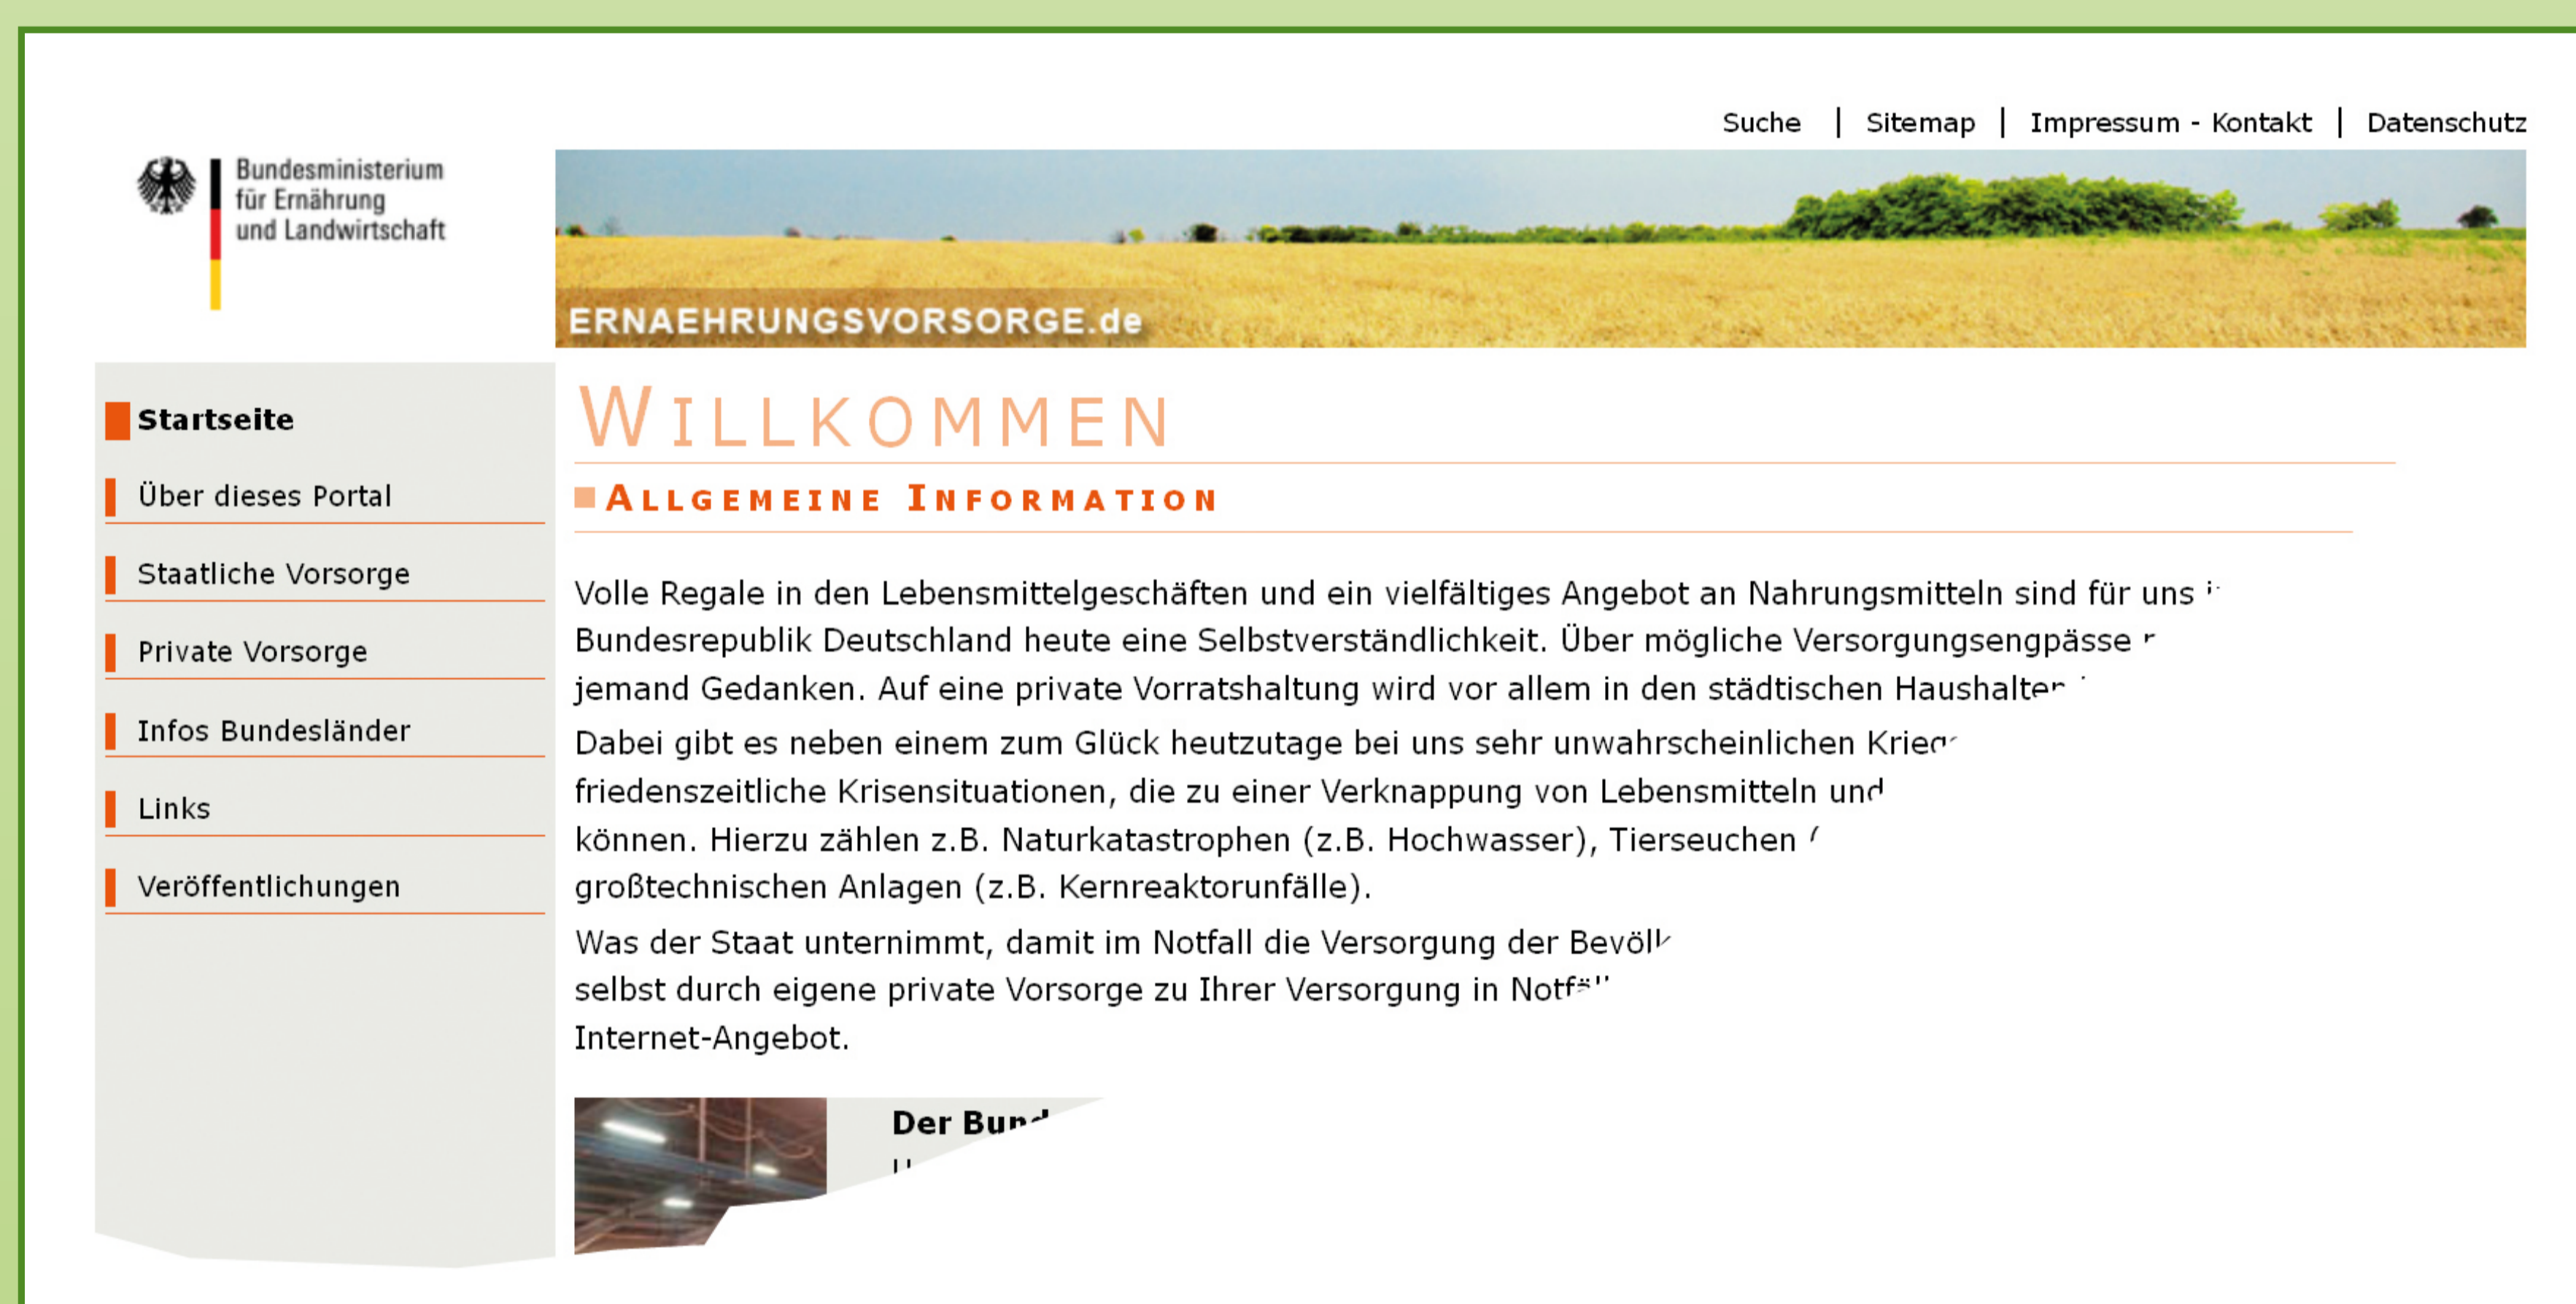 Suche | Sitemap | Impressum - Kontakt | Datenschutz
Bundesministerium
für Ernährung
und Landwirtschaft
ERNAEHRUNGSVORSORGE.de
Startseite
Über dieses Portal
Staatliche Vorsorge
Private Vorsorge
Infos Bundesländer
Links
Veröffentlichungen
WILLKOMMEN
ALLGEMEINE INFORMATION
Volle Regale in den Lebensmittelgeschäften und ein vielfältiges Angebot an Nahrungsmitteln sind für uns
Bundesrepublik Deutschland heute eine Selbstverständlichkeit. Über mögliche Versorgungsengpässe
jemand Gedanken. Auf eine private Vorratshaltung wird vor allem in den städtischen Haushalten
Dabei gibt es neben einem zum Glück heutzutage bei uns sehr unwahrscheinlichen
friedenszeitliche Krisensituationen, die zu einer Verknappung von Lebensmitteln und
können. Hierzu zählen z.B. Naturkatastrophen (z.B. Hochwasser), Tierseuchen
großtechnischen Anlagen (z.B. Kernreaktorunfälle).
Was der Staat unternimmt, damit im Notfall die Versorgung der
selbst durch eigene private Vorsorge zu Ihrer Versorgung in
Internet-Angebot.
Der